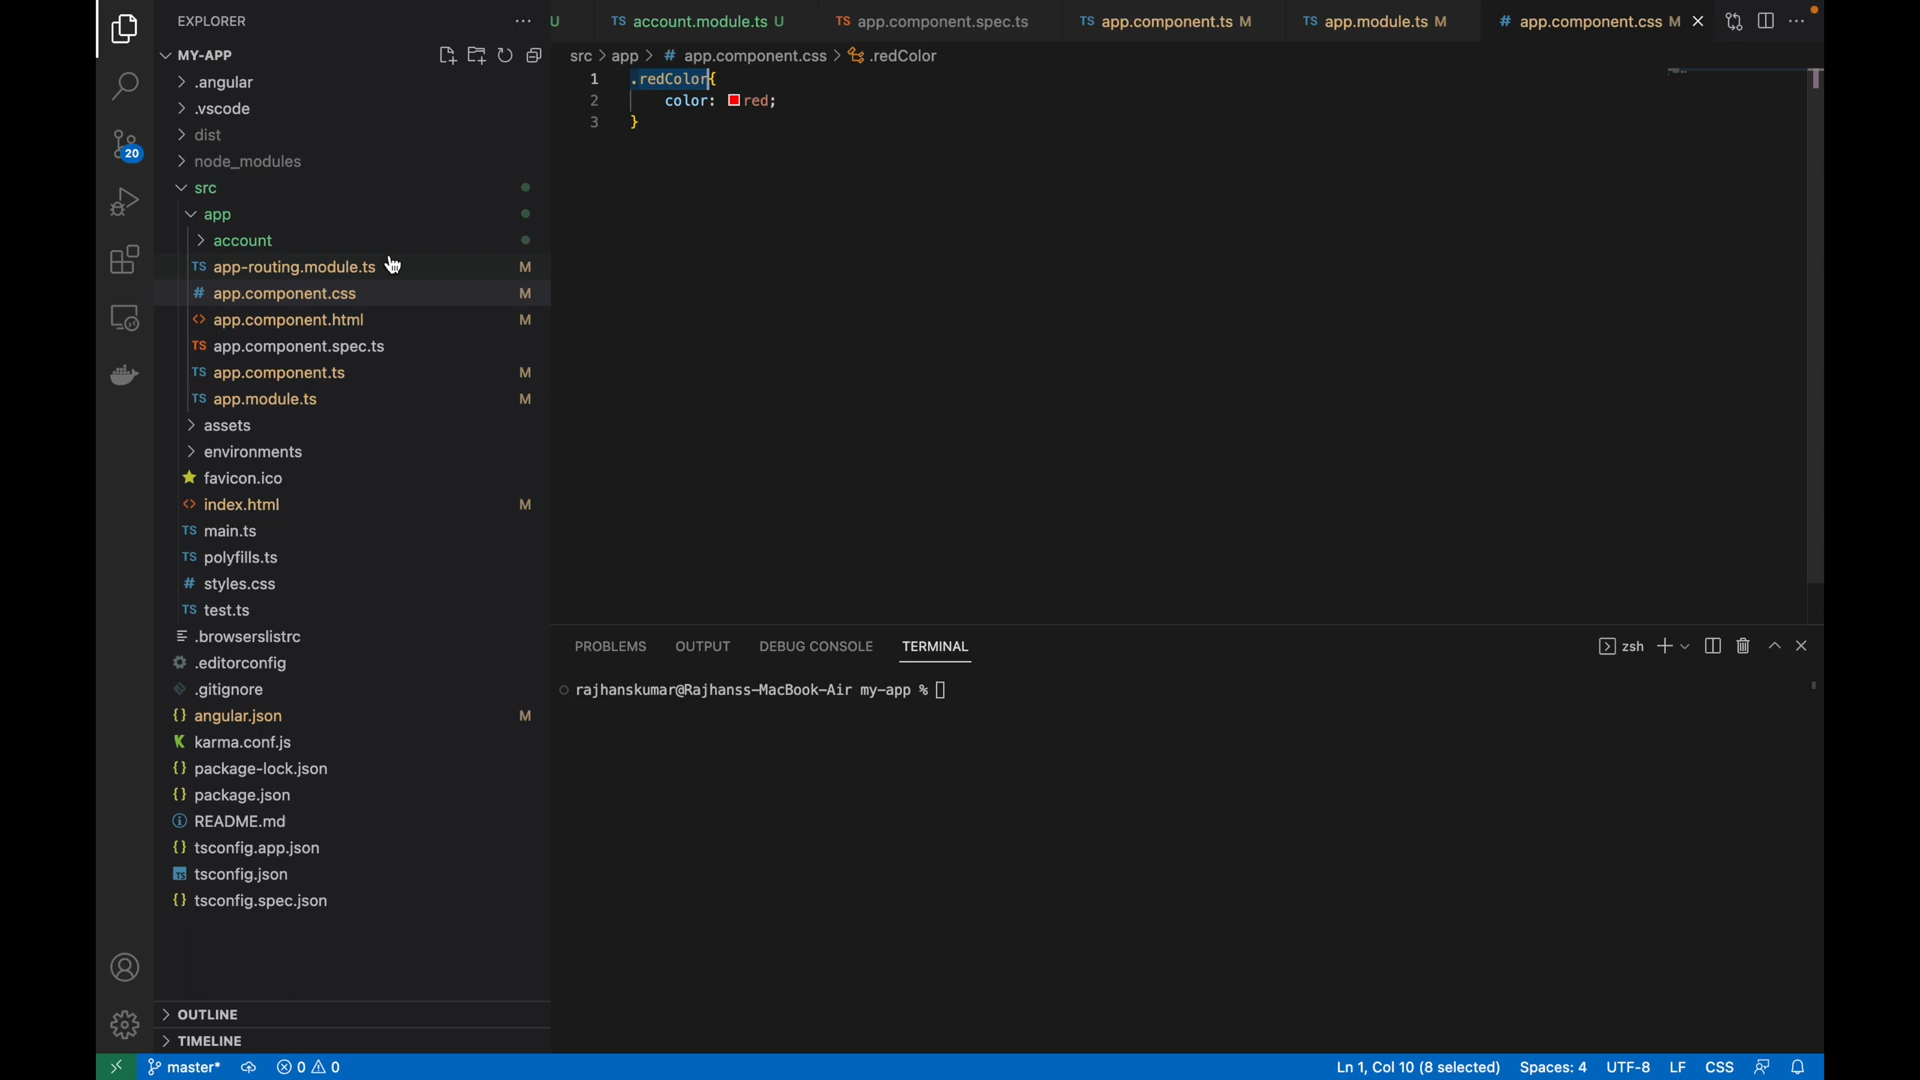 EXPLORER
U
TS account.module.ts U
TS app.component.spec.ts
TS app.component.ts M
TS app.module.ts M
# app.component.css M
MY-APP
src > app > # app.component.css > .redColor
.angular
.vscode
dist
node_modules
src
app
account
TS app-routing.module.ts M
# app.component.css M
<> app.component.html M
TS app.component.spec.ts
TS app.component.ts M
TS app.module.ts M
assets
environments
favicon.ico
<> index.html M
TS main.ts
TS polyfills.ts
# styles.css
TS test.ts
.browserslistrc
.editorconfig
.gitignore
{} angular.json M
K karma.conf.js
{} package-lock.json
{} package.json
README.md
{} tsconfig.app.json
TS tsconfig.json
{} tsconfig.spec.json
OUTLINE
TIMELINE
20
1 .redColor{
2 color: red;
3 }
PROBLEMS OUTPUT DEBUG CONSOLE TERMINAL
zsh
rajhanskumar@Rajhanss-MacBook-Air my-app %
master* 0 0
Ln 1, Col 10 (8 selected) Spaces: 4 UTF-8 LF CSS